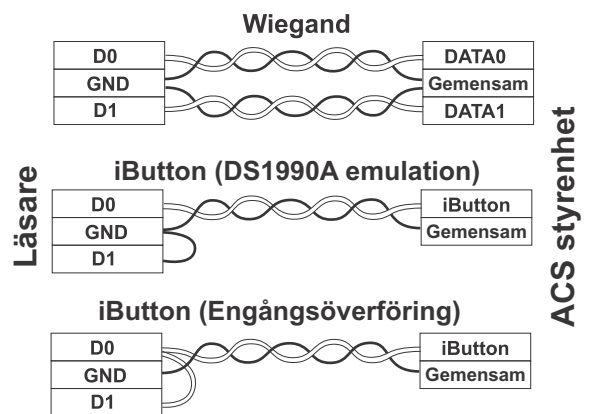 Wiegand
D0
DATA0
GND
Gemensam
D1
DATA1
iButton (DS1990A emulation)
D0
iButton
GND
Gemensam
D1
iButton (Engångsöverföring)
D0
iButton
GND
Gemensam
D1
Läsare
ACS styrenhet